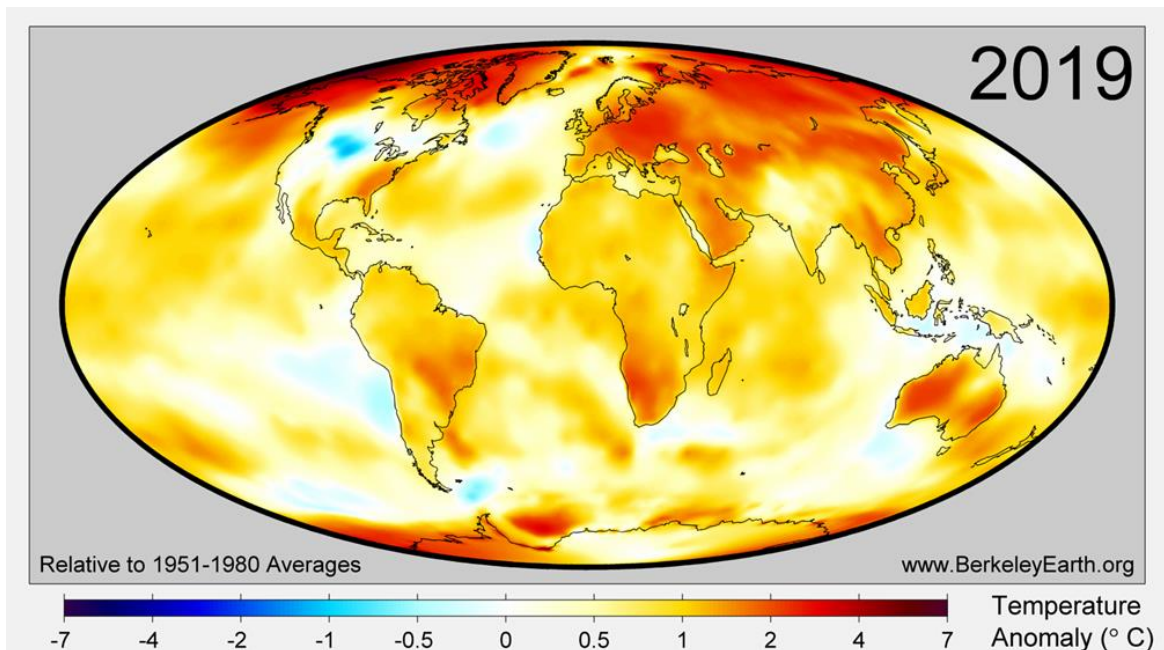 2019
Relative to 1951-1980 Averages
www.BerkeleyEarth.org
-7 -4 -2 -1 -0.5 0 0.5 1 2 4 7
Temperature
Anomaly (° C)